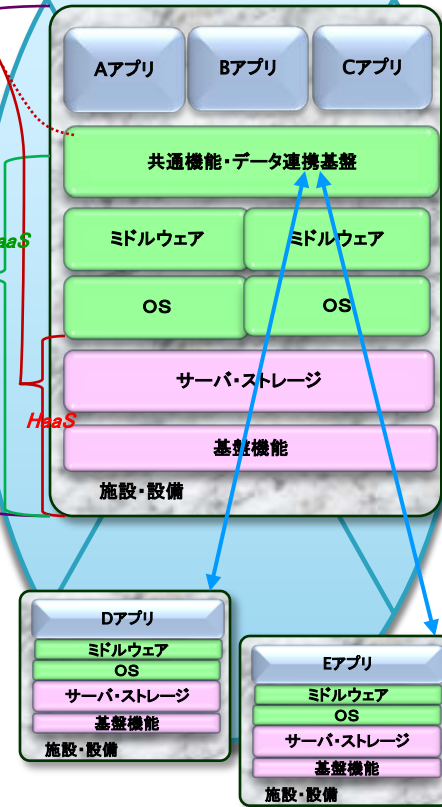 Aアプリ
Bアプリ
Cアプリ
共通機能・データ連携基盤
aaS
ミドルウェア
ミドルウェア
OS
OS
サーバ・ストレージ
HaaS
基盤機能
施設・設備
Dアプリ
ミドルウェア
OS
サーバ・ストレージ
基盤機能
施設・設備
Eアプリ
ミドルウェア
OS
サーバ・ストレージ
基盤機能
施設・設備